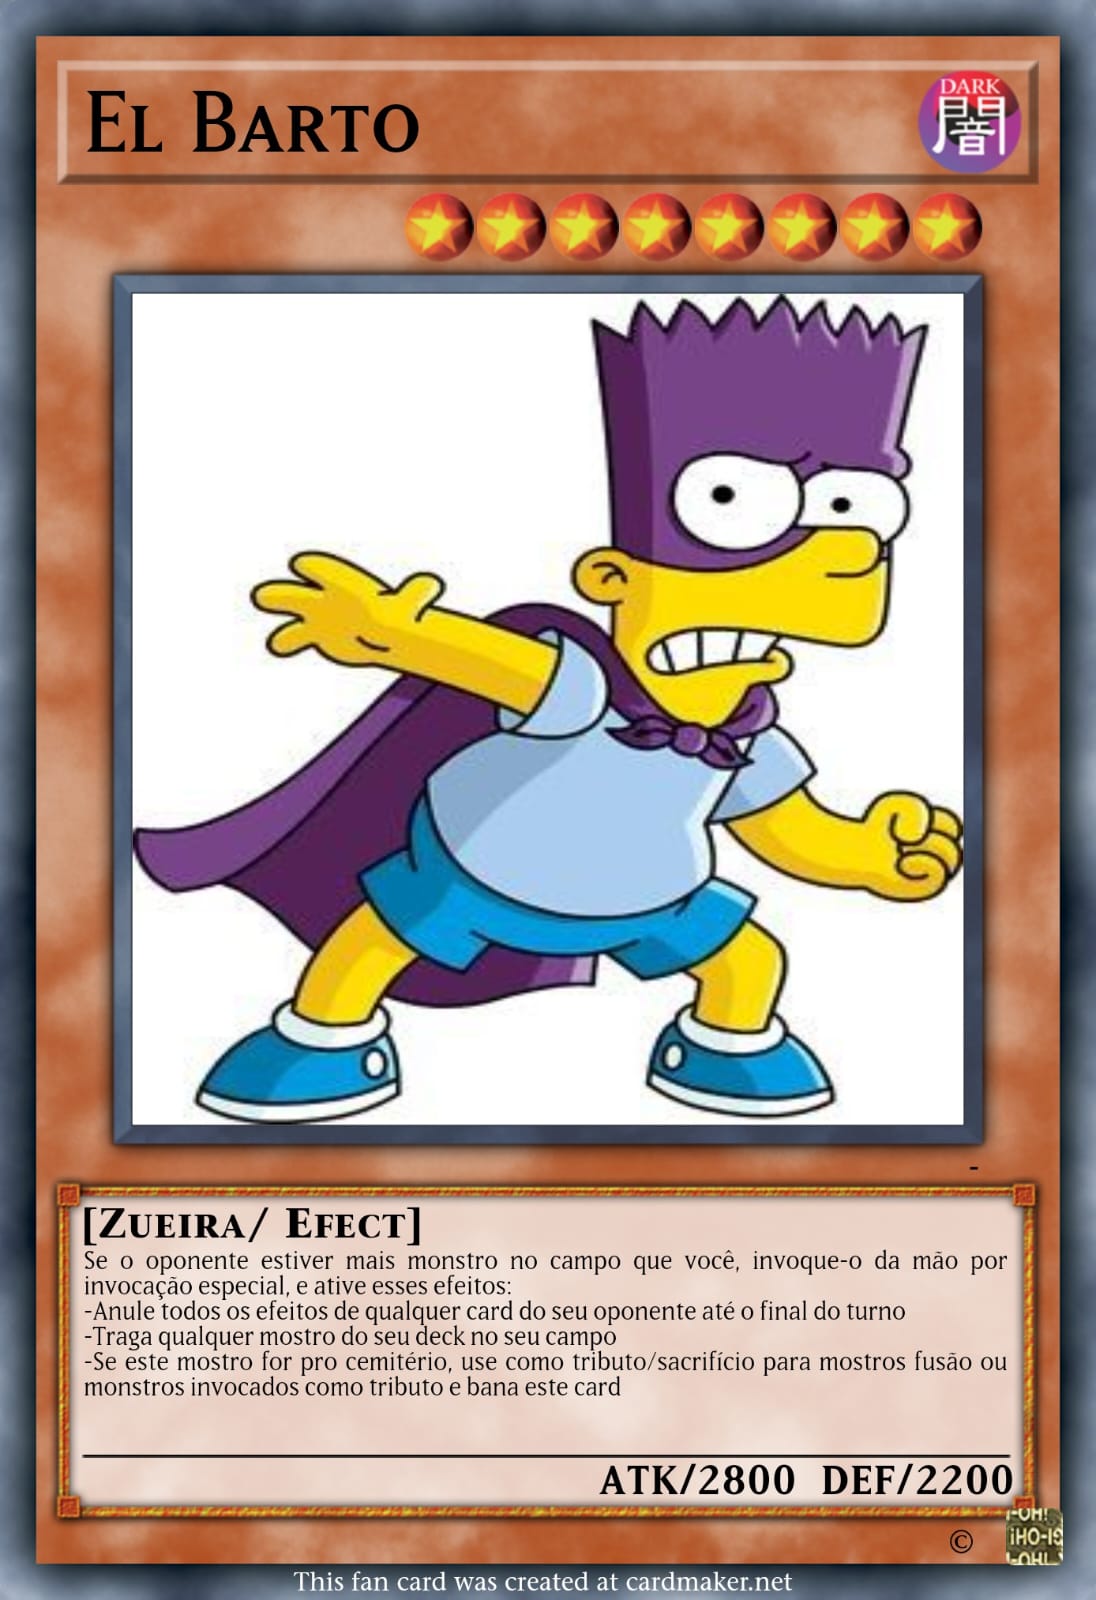 El Barto
DARK
闇
-
[Zueira/ Efect]
Se o oponente estiver mais monstro no campo que você, invoque-o da mão por
invocação especial, e ative esses efeitos:
-Anule todos os efeitos de qualquer card do seu oponente até o final do turno
-Traga qualquer mostro do seu deck no seu campo
-Se este mostro for pro cemitério, use como tributo/sacrifício para mostros fusão ou
monstros invocados como tributo e bana este card
ATK/2800 DEF/2200
©
This fan card was created at cardmaker.net